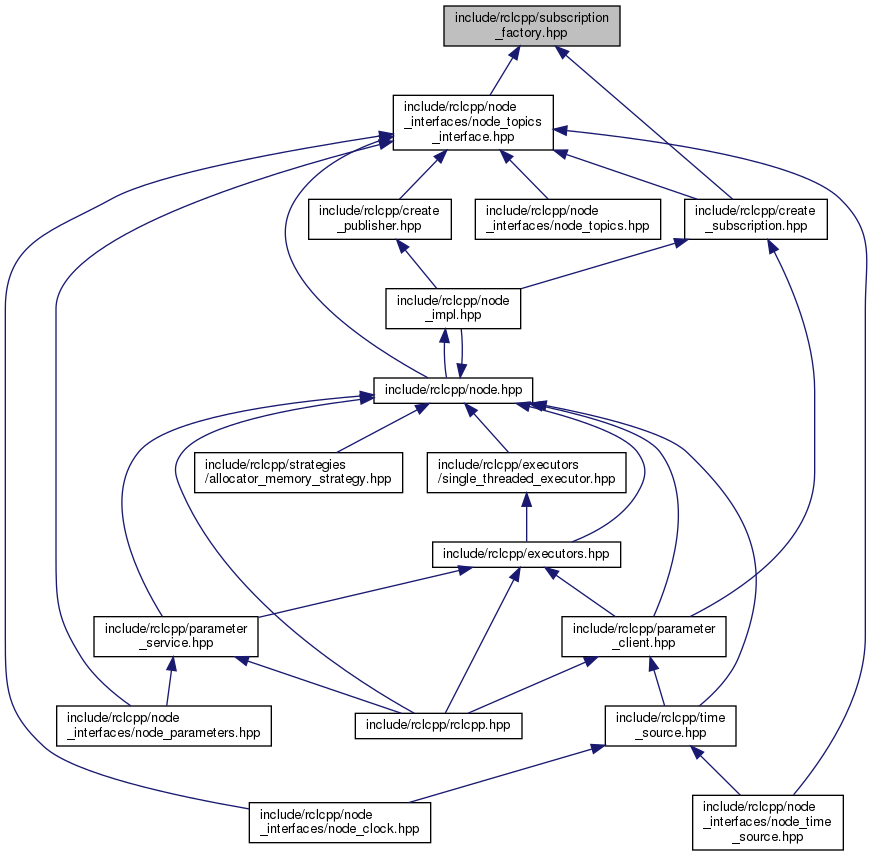 include/rclcpp/subscription
_factory.hpp
include/rclcpp/node
_interfaces/node_topics
_interface.hpp
include/rclcpp/create
_publisher.hpp
include/rclcpp/node
_interfaces/node_topics.hpp
include/rclcpp/create
_subscription.hpp
include/rclcpp/node
_impl.hpp
include/rclcpp/node.hpp
include/rclcpp/strategies
/allocator_memory_strategy.hpp
include/rclcpp/executors
/single_threaded_executor.hpp
include/rclcpp/executors.hpp
include/rclcpp/parameter
_service.hpp
include/rclcpp/parameter
_client.hpp
include/rclcpp/node
_interfaces/node_parameters.hpp
include/rclcpp/rclcpp.hpp
include/rclcpp/time
_source.hpp
include/rclcpp/node
_interfaces/node_clock.hpp
include/rclcpp/node
_interfaces/node_time
_source.hpp